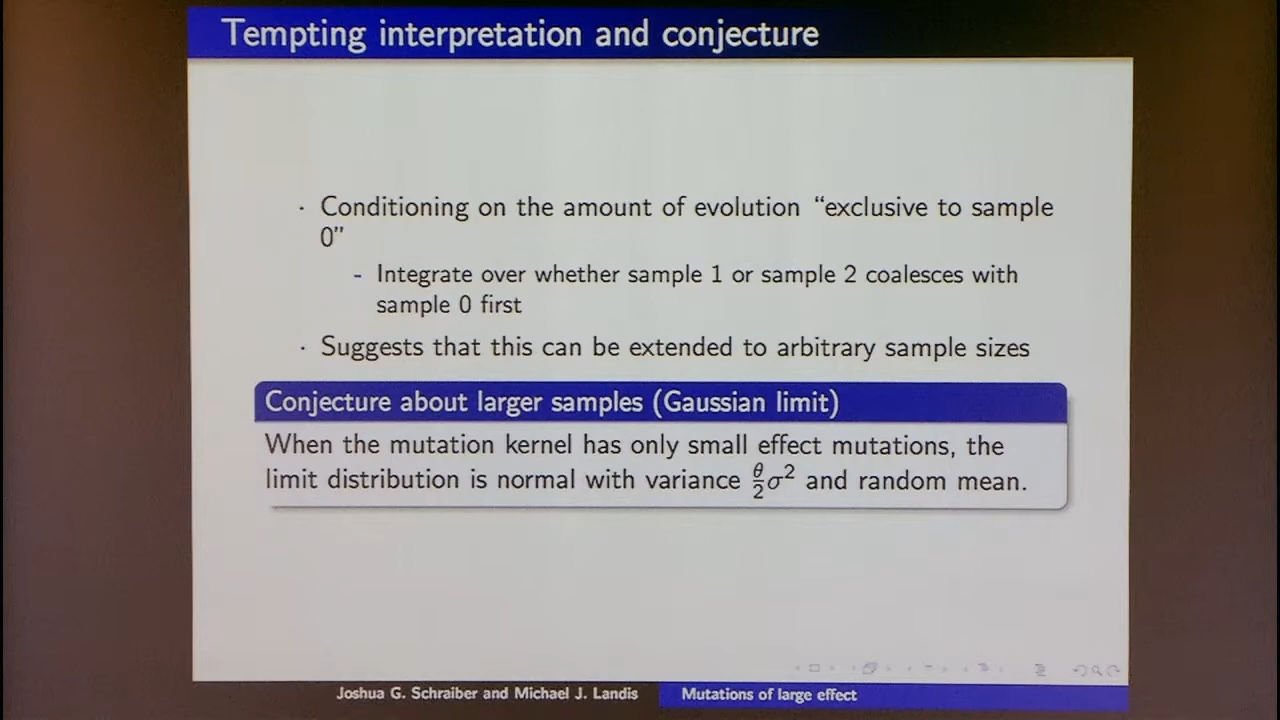 Tempting interpretation and conjecture
· Conditioning on the amount of evolution “exclusive to sample
0”
- Integrate over whether sample 1 or sample 2 coalesces with
sample 0 first
· Suggests that this can be extended to arbitrary sample sizes
Conjecture about larger samples (Gaussian limit)
When the mutation kernel has only small effect mutations, the
limit distribution is normal with variance θ/2 σ² and random mean.
Joshua G. Schraiber and Michael J. Landis
Mutations of large effect